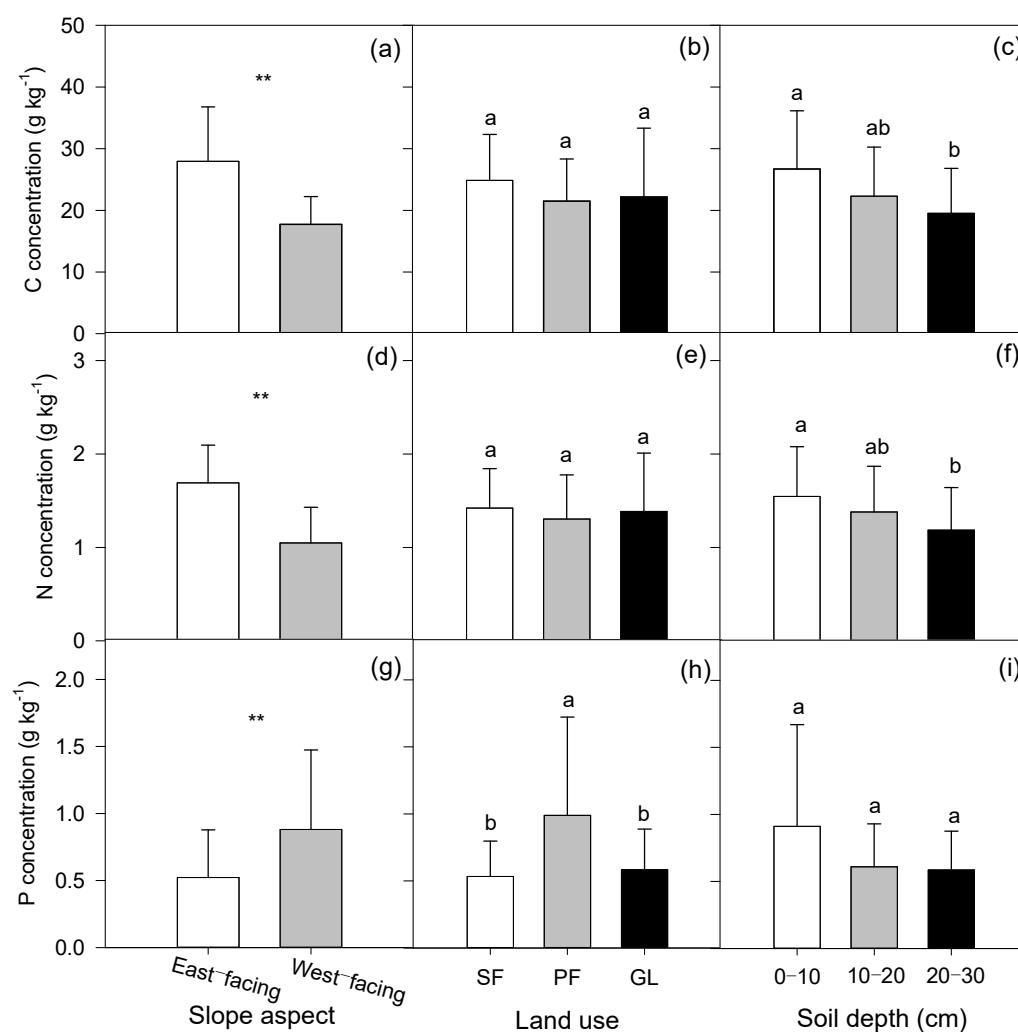 (a) (b) (c)
C concentration (g kg⁻¹)
50
40
30
20
10
0
**
a a a
a ab b
(d) (e) (f)
N concentration (g kg⁻¹)
3
2
1
0
**
a a a
a ab b
(g) (h) (i)
P concentration (g kg⁻¹)
2.0
1.5
1.0
0.5
0.0
**
b a b
a a a
East–facing West–facing
SF PF GL
0–10 10–20 20–30
Slope aspect Land use Soil depth (cm)